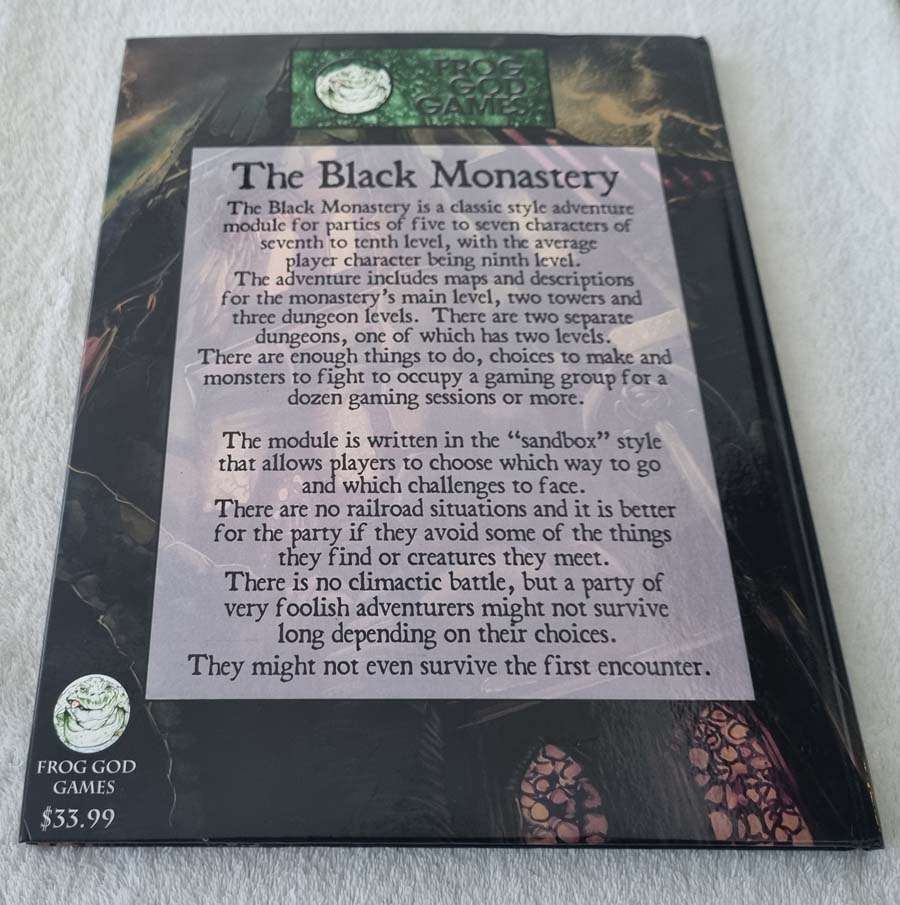 FROG
GOD
GAMES
The Black Monastery
The Black Monastery is a classic style adventure
module for parties of five to seven characters of
seventh to tenth level, with the average
player character being ninth level.
The adventure includes maps and descriptions
for the monastery's main level, two towers and
three dungeon levels. There are two separate
dungeons, one of which has two levels.
There are enough things to do, choices to make and
monsters to fight to occupy a gaming group for a
dozen gaming sessions or more.
The module is written in the “sandbox” style
that allows players to choose which way to go
and which challenges to face.
There are no railroad situations and it is better
for the party if they avoid some of the things
they find or creatures they meet.
There is no climactic battle, but a party of
very foolish adventurers might not survive
long depending on their choices.
They might not even survive the first encounter.
FROG GOD
GAMES
$33.99